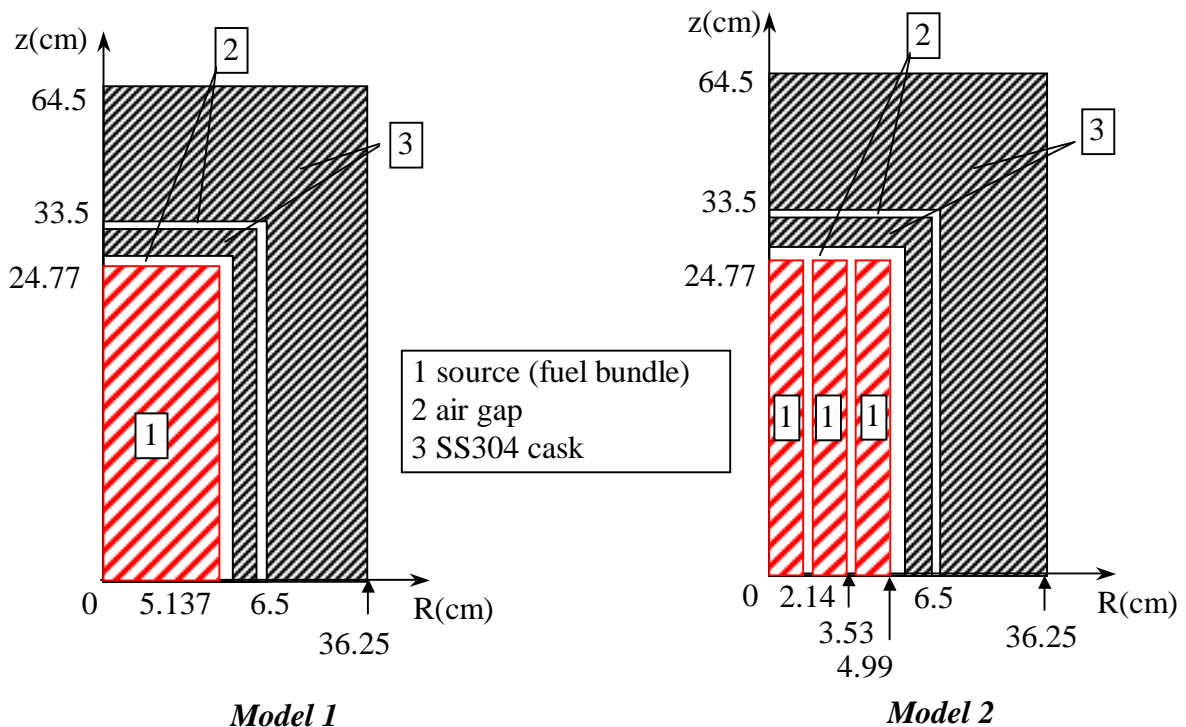 z(cm)
2
64.5
3
33.5
24.77
1
0
5.137
6.5
R(cm)
36.25
Model 1
1 source (fuel bundle)
2 air gap
3 SS304 cask
z(cm)
2
64.5
3
33.5
24.77
1 1 1
0
2.14
6.5
R(cm)
3.53
36.25
4.99
Model 2